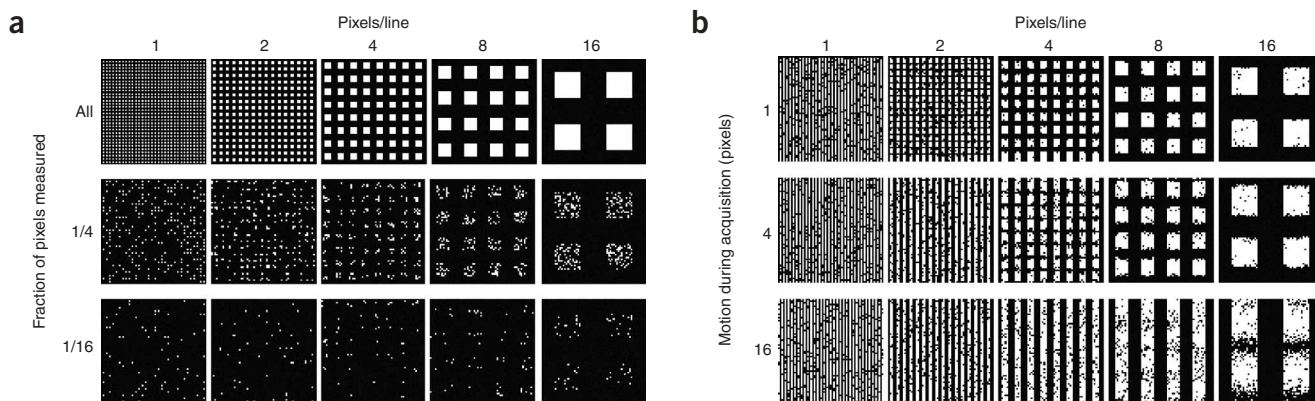 a
Pixels/line
1 2 4 8 16
Fraction of pixels measured
All
1/4
1/16
b
Pixels/line
1 2 4 8 16
Motion during acquisition (pixels)
1
4
16